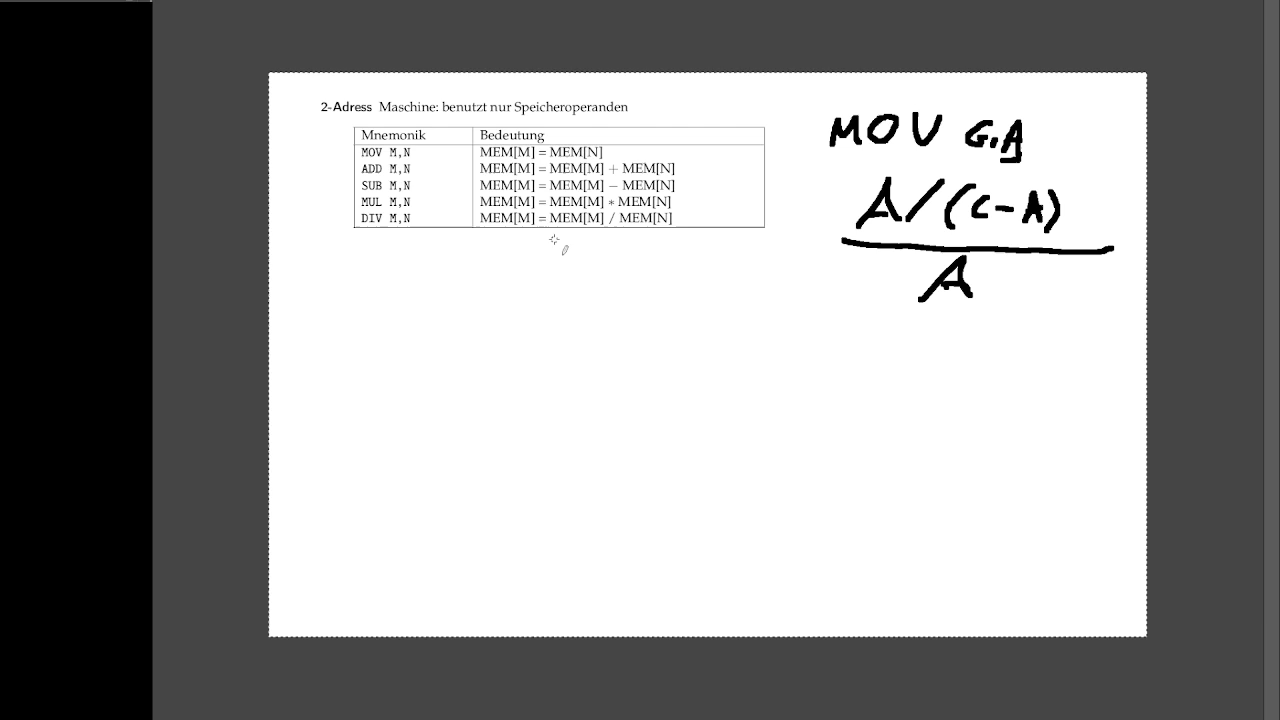 2-Adress Maschine: benutzt nur Speicheroperanden
Mnemonik Bedeutung
MOV M,N MEM[M] = MEM[N]
ADD M,N MEM[M] = MEM[M] + MEM[N]
SUB M,N MEM[M] = MEM[M] − MEM[N]
MUL M,N MEM[M] = MEM[M] * MEM[N]
DIV M,N MEM[M] = MEM[M] / MEM[N]
MOV G,A
A/(C-A)
A